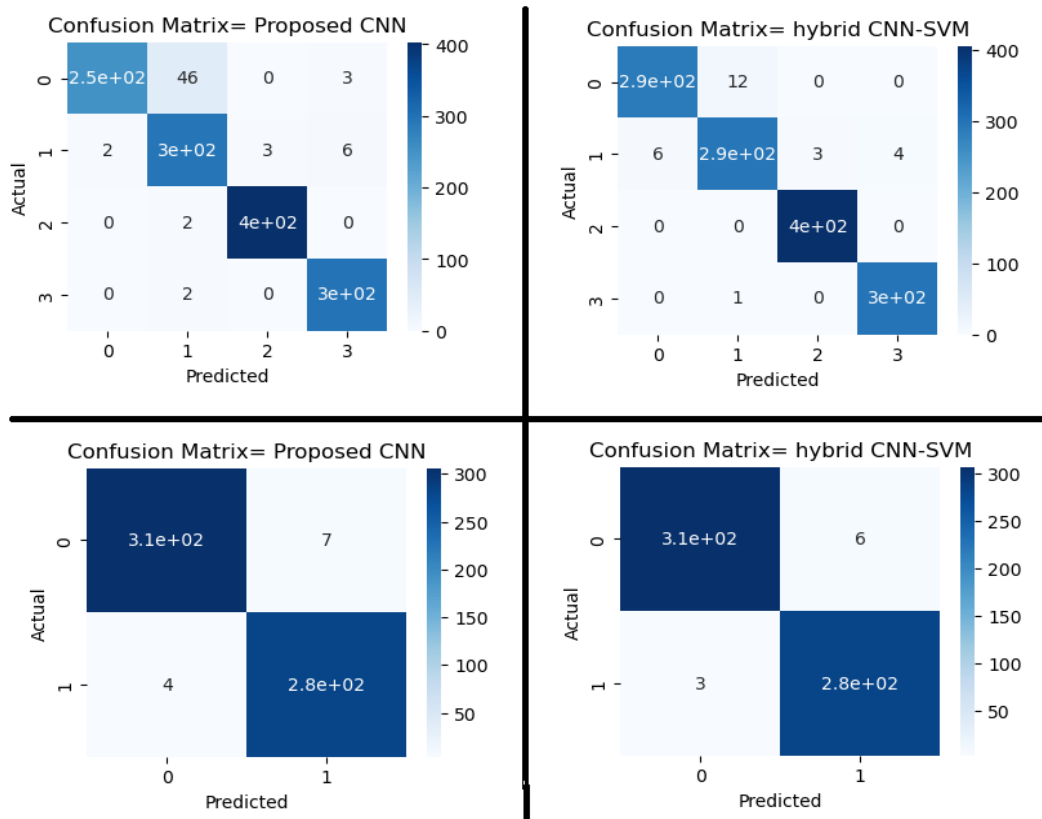 Confusion Matrix= Proposed CNN
0 2.5e+02 46 0 3
1 2 3e+02 3 6
2 0 2 4e+02 0
3 0 2 0 3e+02
0 1 2 3
Predicted
Actual
400
300
200
100
0
Confusion Matrix= hybrid CNN-SVM
0 2.9e+02 12 0 0
1 6 2.9e+02 3 4
2 0 0 4e+02 0
3 0 1 0 3e+02
0 1 2 3
Predicted
Actual
400
300
200
100
0
Confusion Matrix= Proposed CNN
0 3.1e+02 7
1 4 2.8e+02
0 1
Predicted
Actual
300
250
200
150
100
50
Confusion Matrix= hybrid CNN-SVM
0 3.1e+02 6
1 3 2.8e+02
0 1
Predicted
Actual
300
250
200
150
100
50